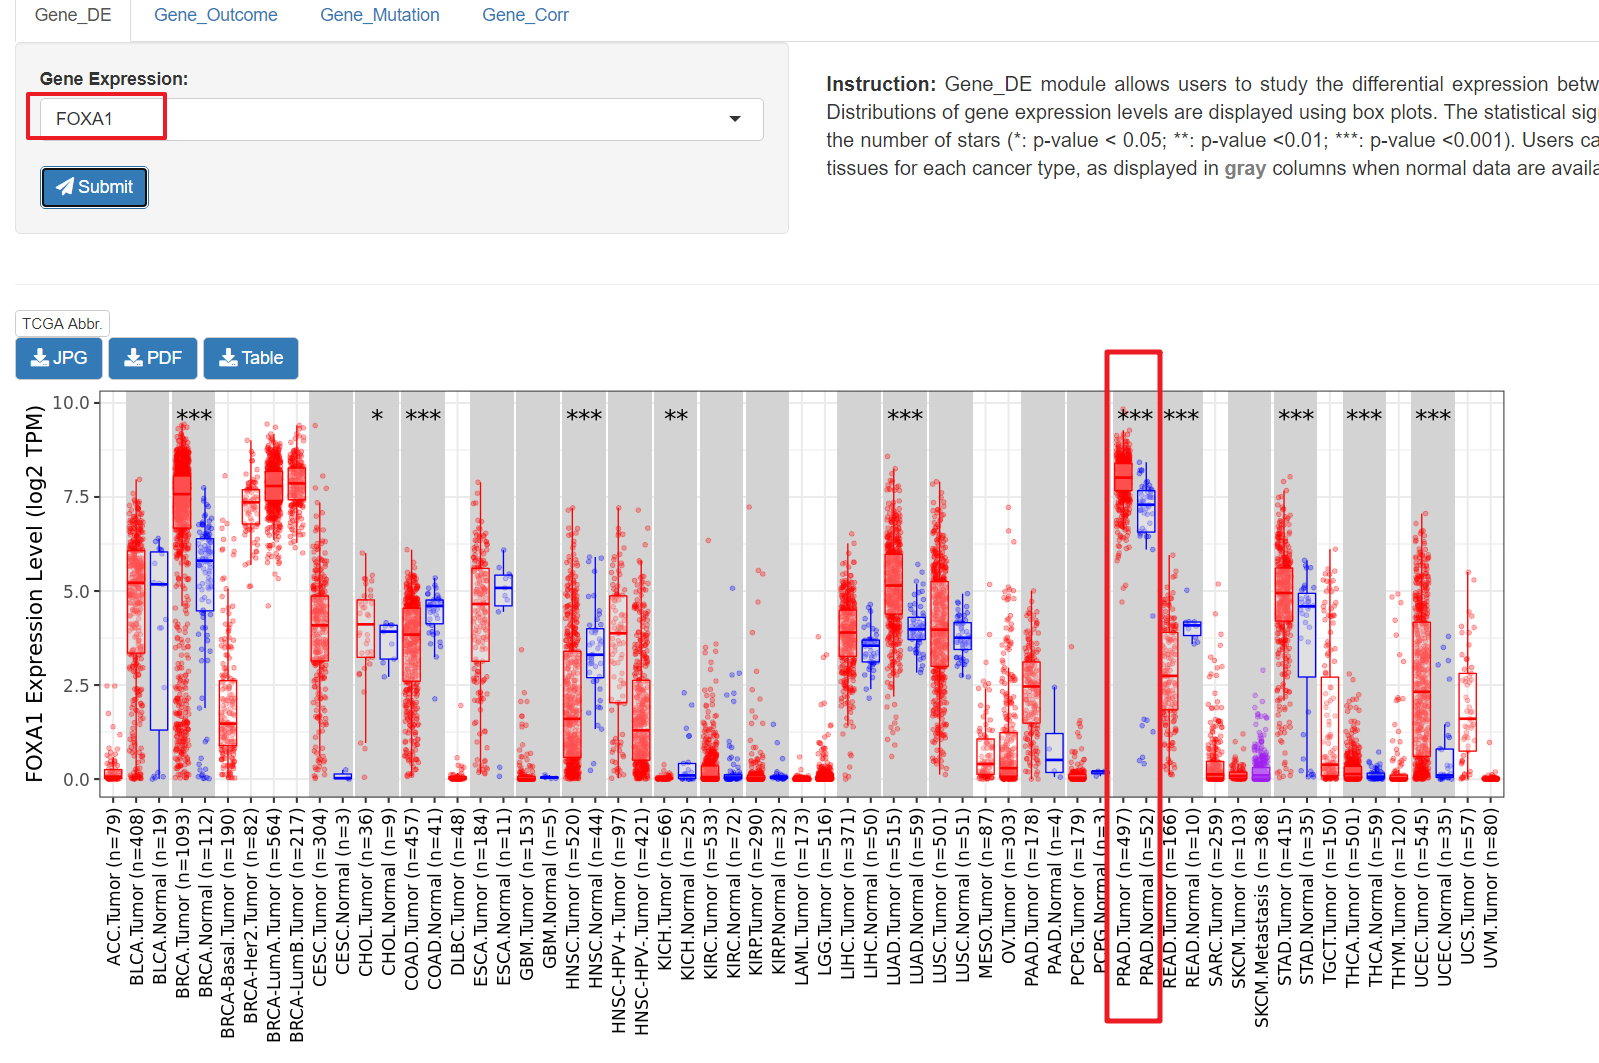 Gene_DE Gene_Outcome Gene_Mutation Gene_Corr
Gene Expression:
FOXA1
Submit
Instruction: Gene_DE module allows users to study the differential expression betw
Distributions of gene expression levels are displayed using box plots. The statistical sig
the number of stars (*: p-value < 0.05; **: p-value <0.01; ***: p-value <0.001). Users ca
tissues for each cancer type, as displayed in gray columns when normal data are availa
TCGA Abbr.
JPG PDF Table
FOXA1 Expression Level (log2 TPM)
10.0
7.5
5.0
2.5
0.0
*** * *** *** ** *** *** *** *** *** ***
ACC.Tumor (n=79)
BLCA.Tumor (n=408)
BLCA.Normal (n=19)
BRCA.Tumor (n=1093)
BRCA.Normal (n=112)
BRCA-Basal.Tumor (n=190)
BRCA-Her2.Tumor (n=82)
BRCA-LumA.Tumor (n=564)
BRCA-LumB.Tumor (n=217)
CESC.Tumor (n=304)
CESC.Normal (n=3)
CHOL.Tumor (n=36)
CHOL.Normal (n=9)
COAD.Tumor (n=457)
COAD.Normal (n=41)
DLBC.Tumor (n=48)
ESCA.Tumor (n=184)
ESCA.Normal (n=11)
GBM.Tumor (n=153)
GBM.Normal (n=5)
HNSC.Tumor (n=520)
HNSC.Normal (n=44)
HNSC-HPV+.Tumor (n=97)
HNSC-HPV-.Tumor (n=421)
KICH.Tumor (n=66)
KICH.Normal (n=25)
KIRC.Tumor (n=533)
KIRC.Normal (n=72)
KIRP.Tumor (n=290)
KIRP.Normal (n=32)
LAML.Tumor (n=173)
LGG.Tumor (n=516)
LIHC.Tumor (n=371)
LIHC.Normal (n=50)
LUAD.Tumor (n=515)
LUAD.Normal (n=59)
LUSC.Tumor (n=501)
LUSC.Normal (n=51)
MESO.Tumor (n=87)
OV.Tumor (n=303)
PAAD.Tumor (n=178)
PAAD.Normal (n=4)
PCPG.Tumor (n=179)
PCPG.Normal (n=3)
PRAD.Tumor (n=497)
PRAD.Normal (n=52)
READ.Tumor (n=166)
READ.Normal (n=10)
SARC.Tumor (n=259)
SKCM.Tumor (n=103)
SKCM.Metastasis (n=368)
STAD.Tumor (n=415)
STAD.Normal (n=35)
TGCT.Tumor (n=150)
THCA.Tumor (n=501)
THCA.Normal (n=59)
THYM.Tumor (n=120)
UCEC.Tumor (n=545)
UCEC.Normal (n=35)
UCS.Tumor (n=57)
UVM.Tumor (n=80)